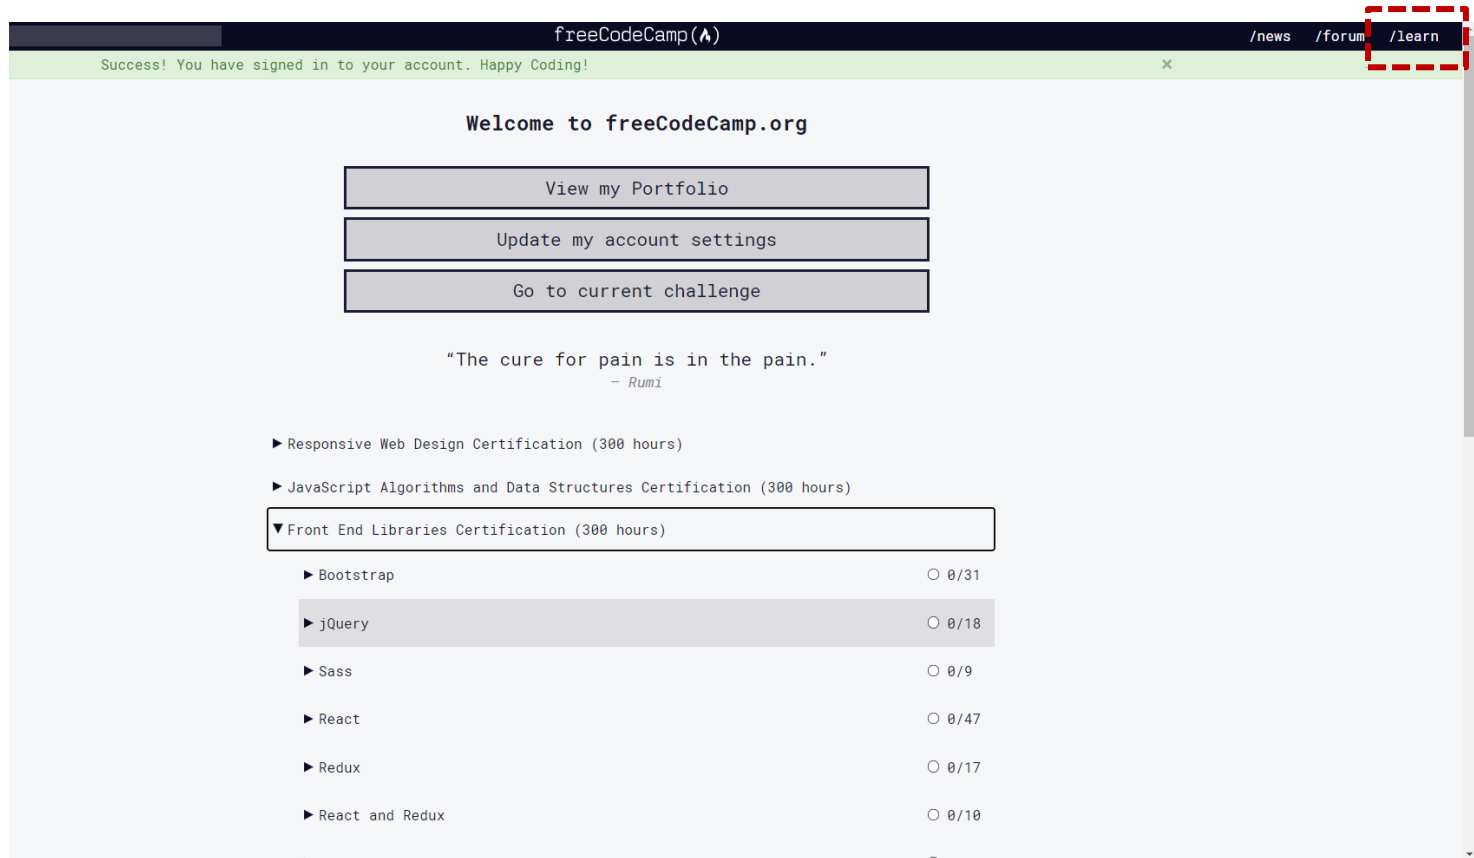 freeCodeCamp(🔥)
/news /forum /learn
Success! You have signed in to your account. Happy Coding! ×
Welcome to freeCodeCamp.org
View my Portfolio
Update my account settings
Go to current challenge
“The cure for pain is in the pain.”
— Rumi
▶ Responsive Web Design Certification (300 hours)
▶ JavaScript Algorithms and Data Structures Certification (300 hours)
▼ Front End Libraries Certification (300 hours)
▶ Bootstrap 0/31
▶ jQuery 0/18
▶ Sass 0/9
▶ React 0/47
▶ Redux 0/17
▶ React and Redux 0/10